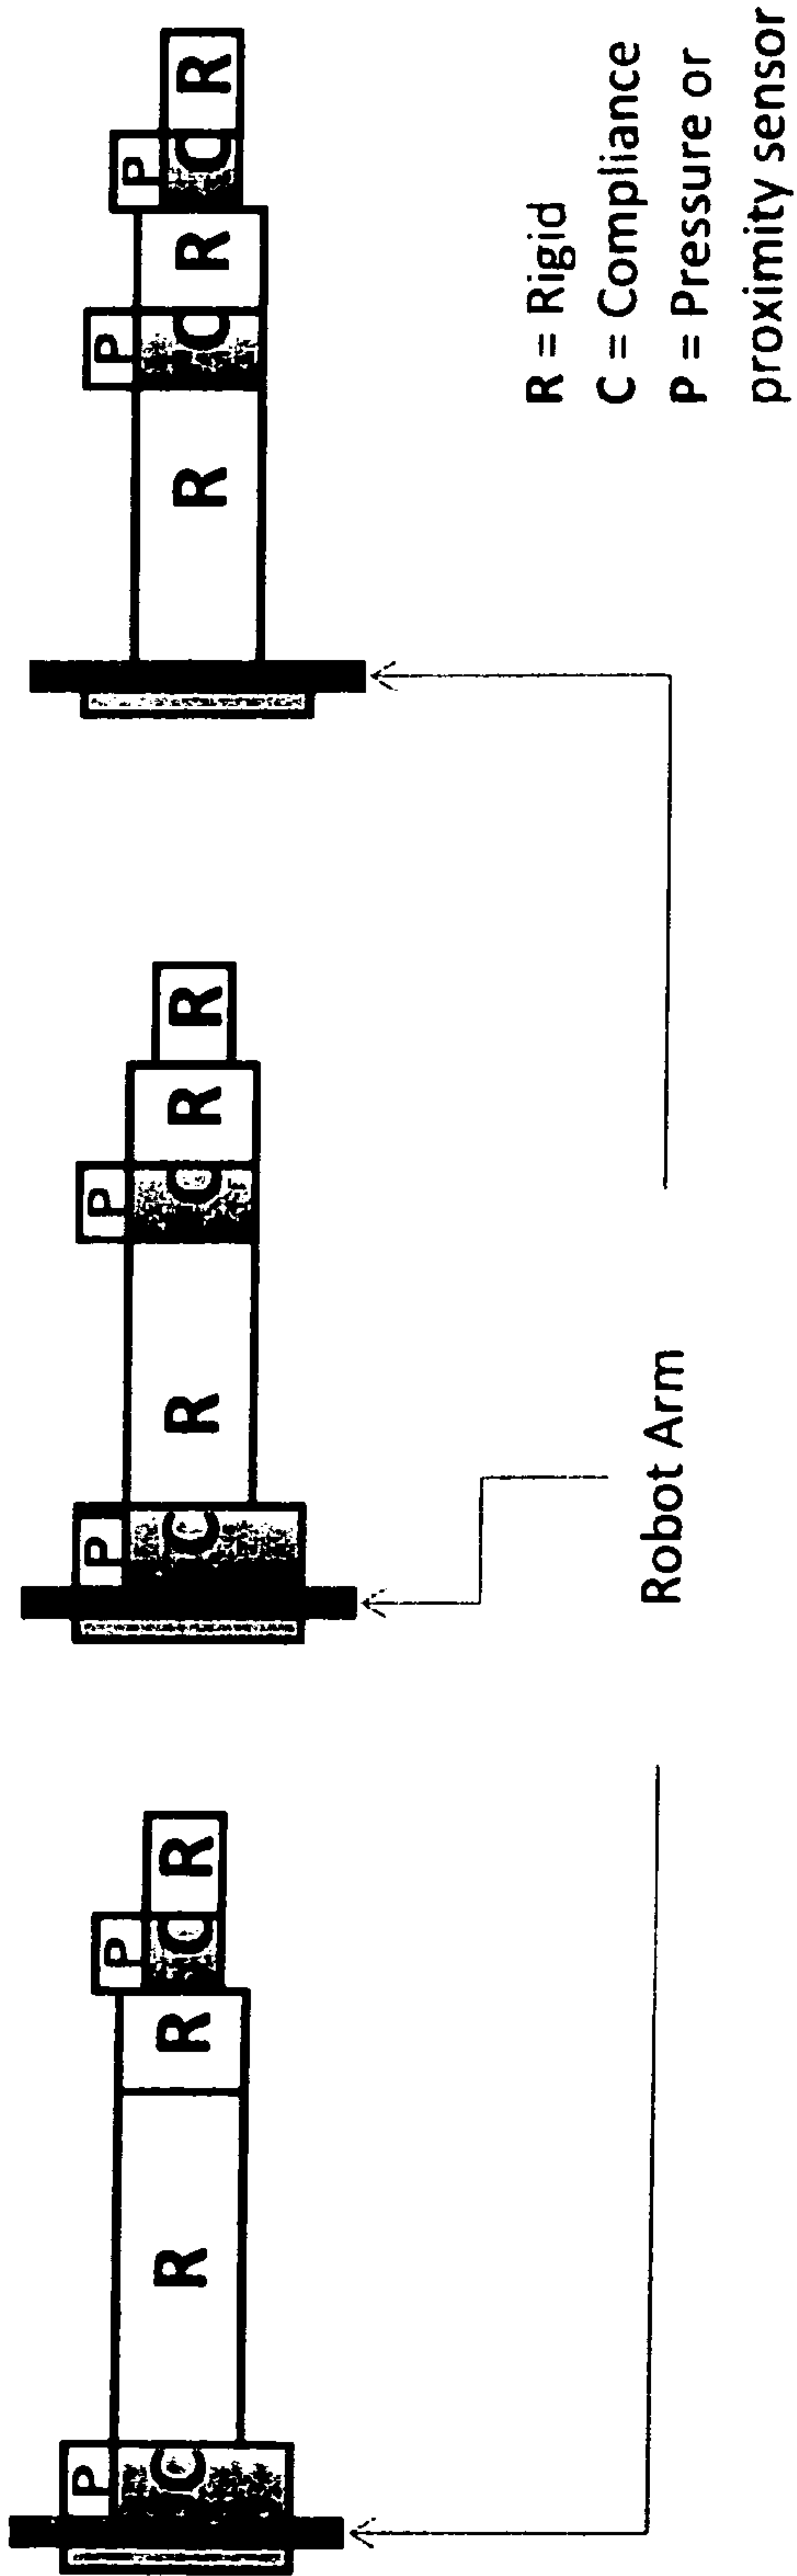 P P
C R R C R
P P
C R C R R
P P
R C R C R
Robot Arm
R = Rigid
C = Compliance
P = Pressure or
proximity sensor